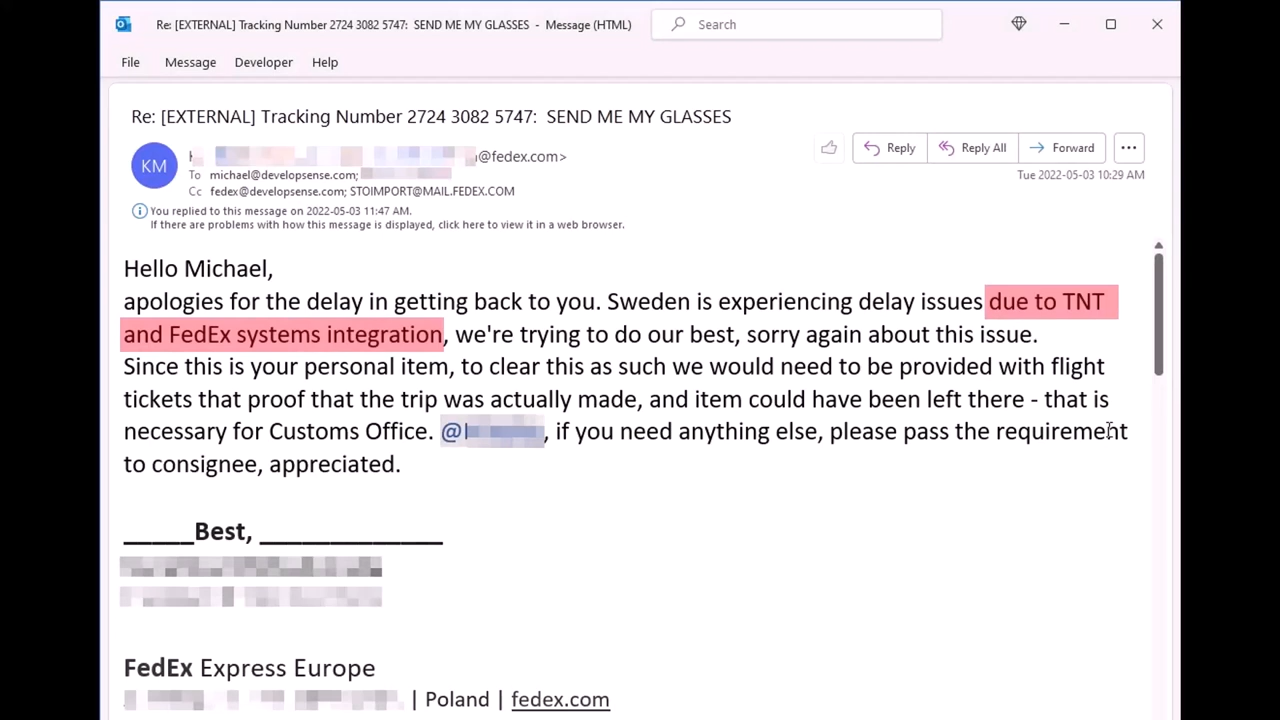 Re: [EXTERNAL] Tracking Number 2724 3082 5747:  SEND ME MY GLASSES  -  Message (HTML)
Search
File Message Developer Help
Re: [EXTERNAL] Tracking Number 2724 3082 5747:  SEND ME MY GLASSES
KM
@fedex.com>
To michael@developsense.com;
Cc fedex@developsense.com; STOIMPORT@MAIL.FEDEX.COM
Reply Reply All Forward
Tue 2022-05-03 10:29 AM
You replied to this message on 2022-05-03 11:47 AM.
If there are problems with how this message is displayed, click here to view it in a web browser.
Hello Michael,
apologies for the delay in getting back to you. Sweden is experiencing delay issues due to TNT
and FedEx systems integration, we're trying to do our best, sorry again about this issue.
Since this is your personal item, to clear this as such we would need to be provided with flight
tickets that proof that the trip was actually made, and item could have been left there - that is
necessary for Customs Office. @, if you need anything else, please pass the requirement
to consignee, appreciated.
_____Best, _____________
FedEx Express Europe
| Poland | fedex.com